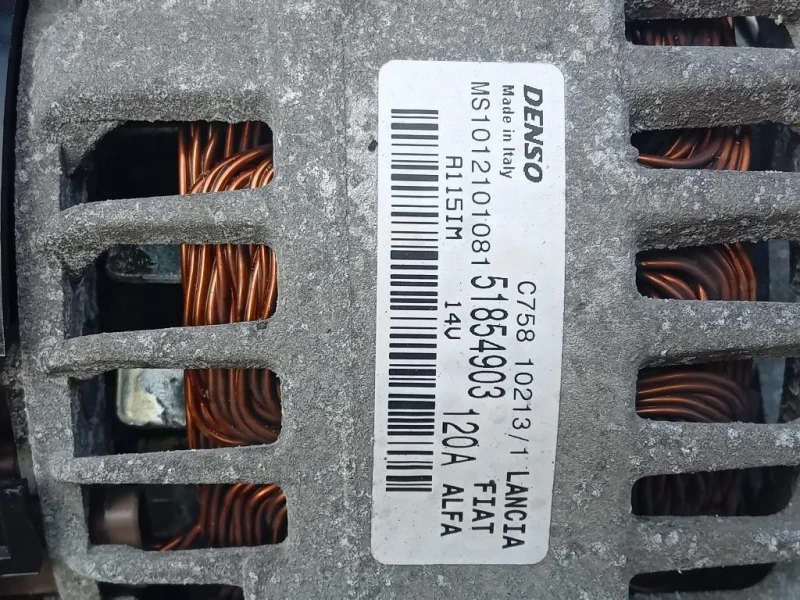 DENSO
Made in Italy
C758 10213/1 LANCIA
MS1012101081 51854903 FIAT
A115IM 14V 120A ALFA